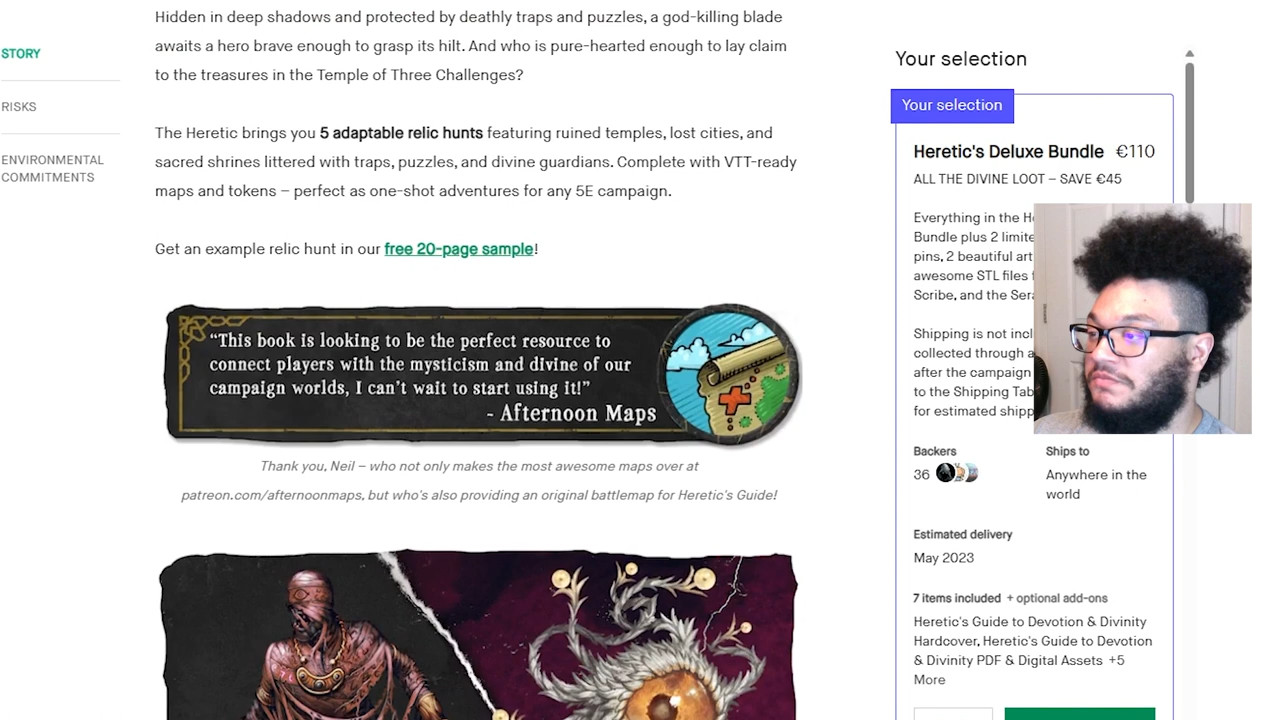 Hidden in deep shadows and protected by deathly traps and puzzles, a god-killing blade
awaits a hero brave enough to grasp its hilt. And who is pure-hearted enough to lay claim
to the treasures in the Temple of Three Challenges?
STORY
RISKS
ENVIRONMENTAL
COMMITMENTS
The Heretic brings you 5 adaptable relic hunts featuring ruined temples, lost cities, and
sacred shrines littered with traps, puzzles, and divine guardians. Complete with VTT-ready
maps and tokens – perfect as one-shot adventures for any 5E campaign.
Get an example relic hunt in our free 20-page sample!
“This book is looking to be the perfect resource to
connect players with the mysticism and divine of our
campaign worlds, I can’t wait to start using it!”
- Afternoon Maps
Thank you, Neil – who not only makes the most awesome maps over at
patreon.com/afternoonmaps, but who's also providing an original battlemap for Heretic's Guide!
Your selection
Your selection
Heretic's Deluxe Bundle €110
ALL THE DIVINE LOOT – SAVE €45
Everything in the
Bundle plus 2
pins, 2 beautiful
awesome STL files
Scribe, and the
Shipping is not
collected through
after the campaign
to the Shipping
for estimated
Backers
36
Ships to
Anywhere in the
world
Estimated delivery
May 2023
7 items included + optional add-ons
Heretic's Guide to Devotion & Divinity
Hardcover, Heretic's Guide to Devotion
& Divinity PDF & Digital Assets +5
More